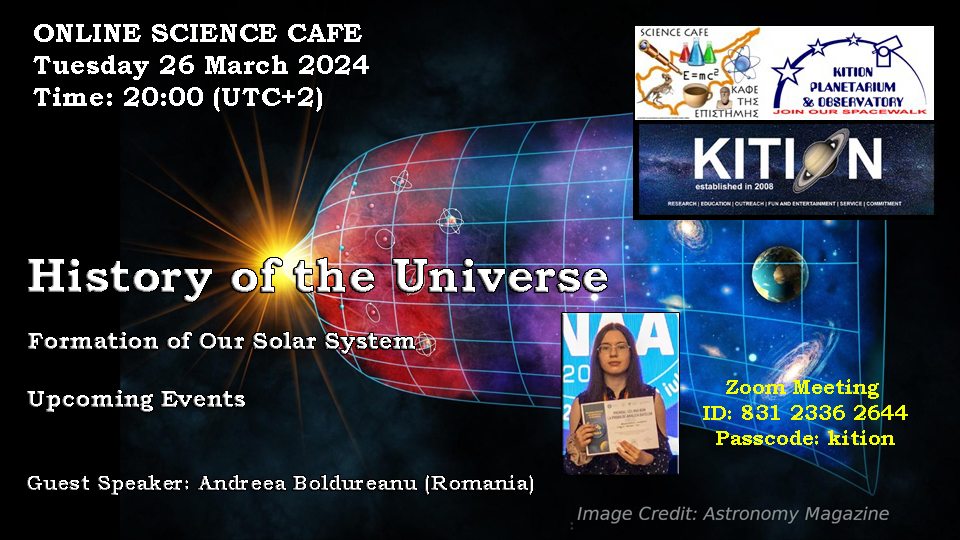 ONLINE SCIENCE CAFE
Tuesday 26 March 2024
Time: 20:00 (UTC+2)
SCIENCE CAFE
E=mc²
ΚΑΦΕ
ΤΗΣ
ΕΠΙΣΤΗΜΗΣ
KITION
PLANETARIUM
& OBSERVATORY
JOIN OUR SPACEWALK
KITION
established in 2008
RESEARCH | EDUCATION | OUTREACH | FUN AND ENTERTAINMENT | SERVICE | COMMITMENT
History of the Universe
Formation of Our Solar System
Upcoming Events
NAA
20
Zoom Meeting
ID: 831 2336 2644
Passcode: kition
Guest Speaker: Andreea Boldureanu (Romania)
Image Credit: Astronomy Magazine